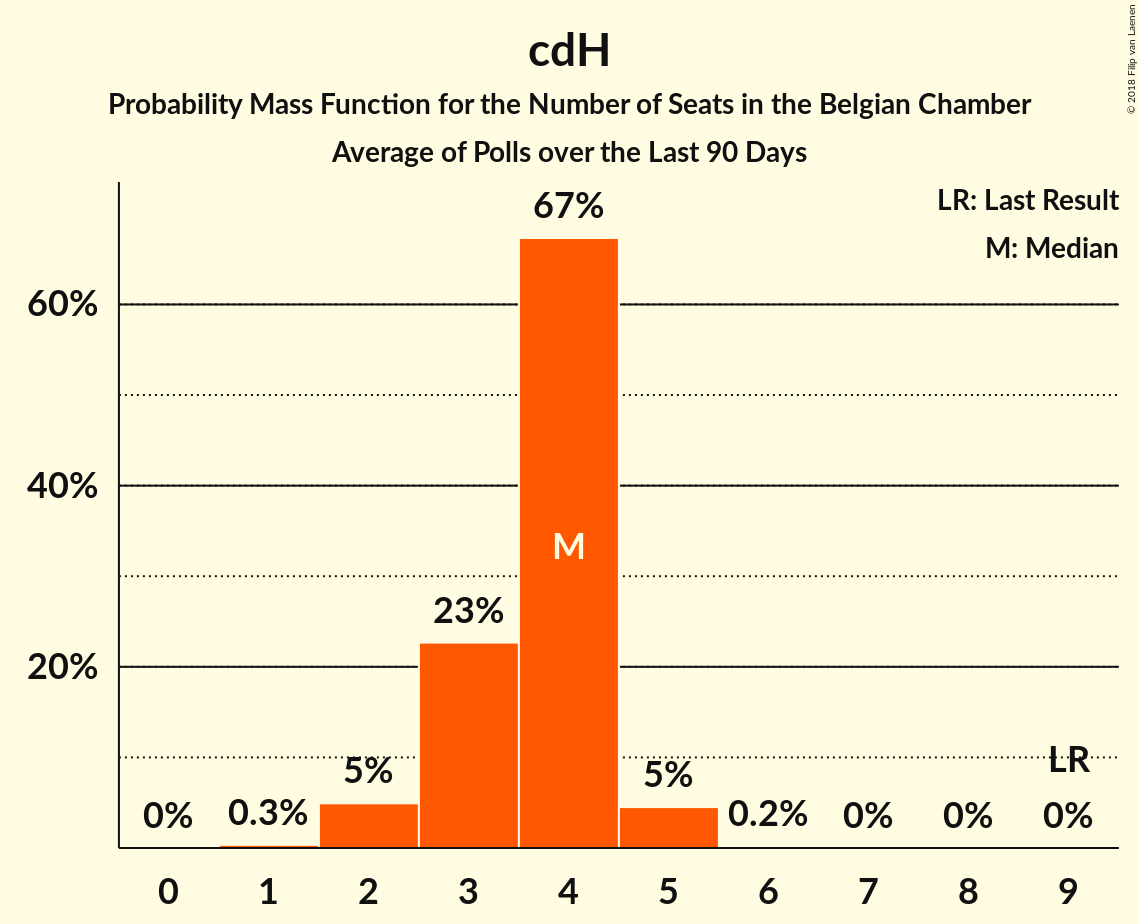 cdH
Probability Mass Function for the Number of Seats in the Belgian Chamber
Average of Polls over the Last 90 Days
© 2018 Filip van Laenen
LR: Last Result
M: Median
67%
60%
40%
M
23%
20%
LR
5%
5%
0%
0.3%
0.2%
0%
0%
0%
0 1 2 3 4 5 6 7 8 9